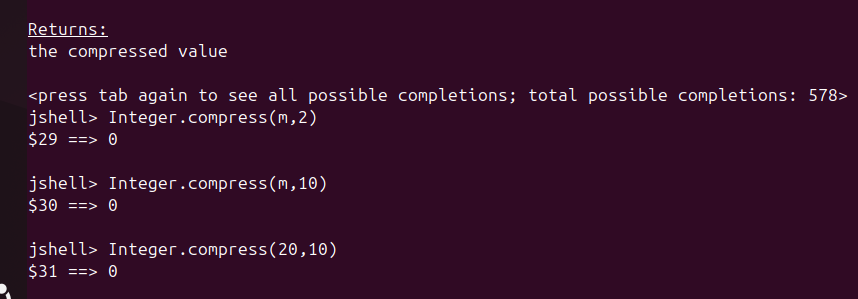 Returns:
the compressed value
<press tab again to see all possible completions; total possible completions: 578>
jshell> Integer.compress(m,2)
$29 ==> 0
jshell> Integer.compress(m,10)
$30 ==> 0
jshell> Integer.compress(20,10)
$31 ==> 0